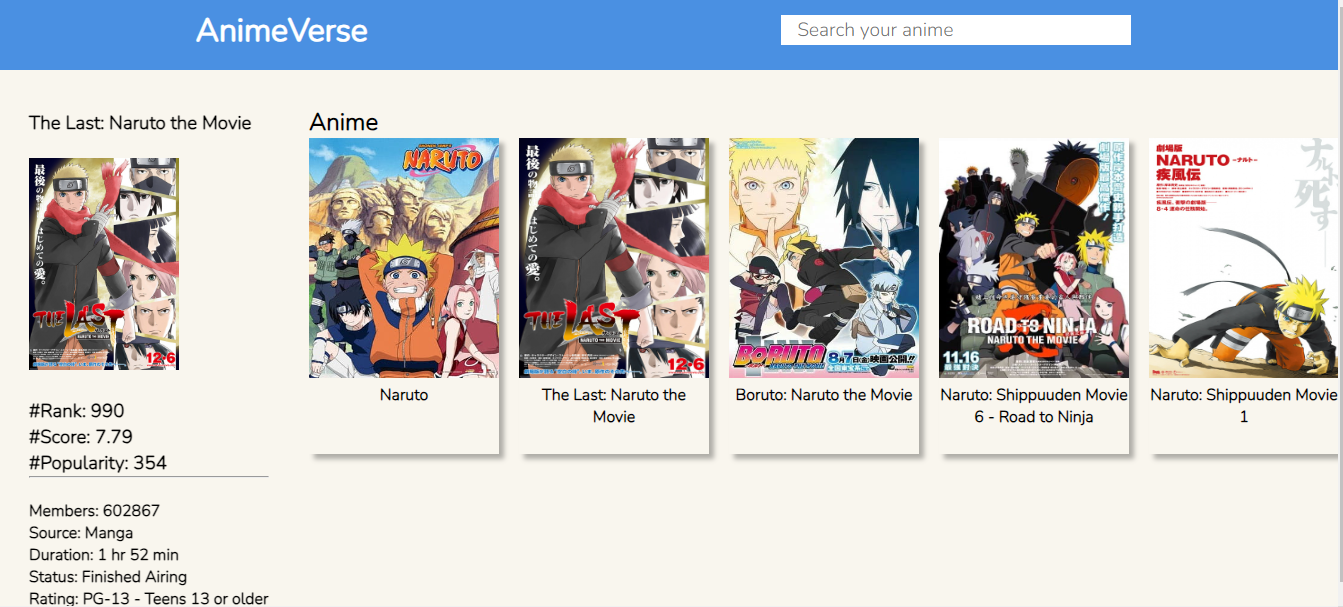 AnimeVerse
Search your anime
The Last: Naruto the Movie
最後の物
はじめての愛。
THE LAST
NARUTO THE MOVIE
12・6
#Rank: 990
#Score: 7.79
#Popularity: 354
Members: 602867
Source: Manga
Duration: 1 hr 52 min
Status: Finished Airing
Rating: PG-13 - Teens 13 or older
Anime
NARUTO
Naruto
最後の物
はじめての愛。
THE LAST
NARUTO THE MOVIE
12・6
The Last: Naruto the
Movie
BORUTO
8月7日
映画公開!!
Boruto: Naruto the Movie
ROAD TO NINJA
NARUTO THE MOVIE
11.16
Naruto: Shippuuden Movie
6 - Road to Ninja
劇場版
NARUTO -ナルト-
疾風伝
ナルト死す
Naruto: Shippuuden Movie
1